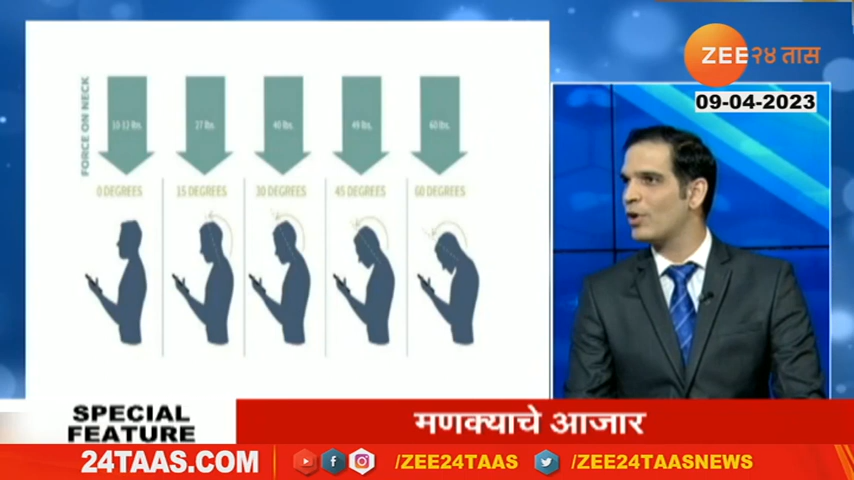 ZEE २४ तास
09-04-2023
FORCE ON NECK
10-12 lbs.
27 lbs.
40 lbs.
49 lbs.
60 lbs.
0 DEGREES
15 DEGREES
30 DEGREES
45 DEGREES
60 DEGREES
SPECIAL
FEATURE
मणक्याचे आजार
24TAAS.COM
/ZEE24TAAS
/ZEE24TAASNEWS